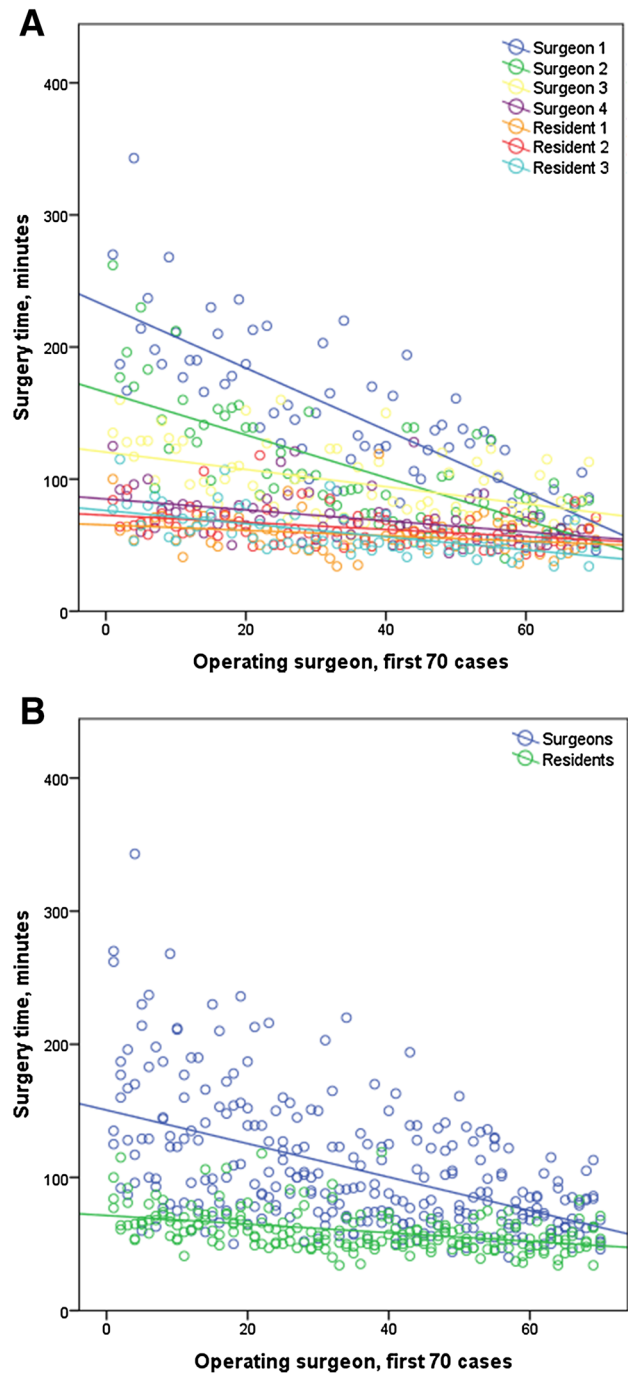 A
Surgeon 1
Surgeon 2
Surgeon 3
Surgeon 4
Resident 1
Resident 2
Resident 3
400
300
200
100
0
Surgery time, minutes
0 20 40 60
Operating surgeon, first 70 cases
B
Surgeons
Residents
400
300
200
100
0
Surgery time, minutes
0 20 40 60
Operating surgeon, first 70 cases